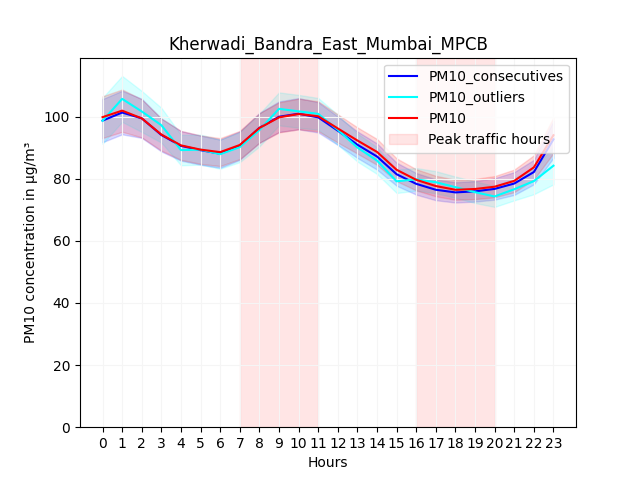 Kherwadi_Bandra_East_Mumbai_MPCB
PM10_consecutives
PM10_outliers
PM10
Peak traffic hours
PM10 concentration in µg/m³
100
80
60
40
20
0
0 1 2 3 4 5 6 7 8 9 10 11 12 13 14 15 16 17 18 19 20 21 22 23
Hours